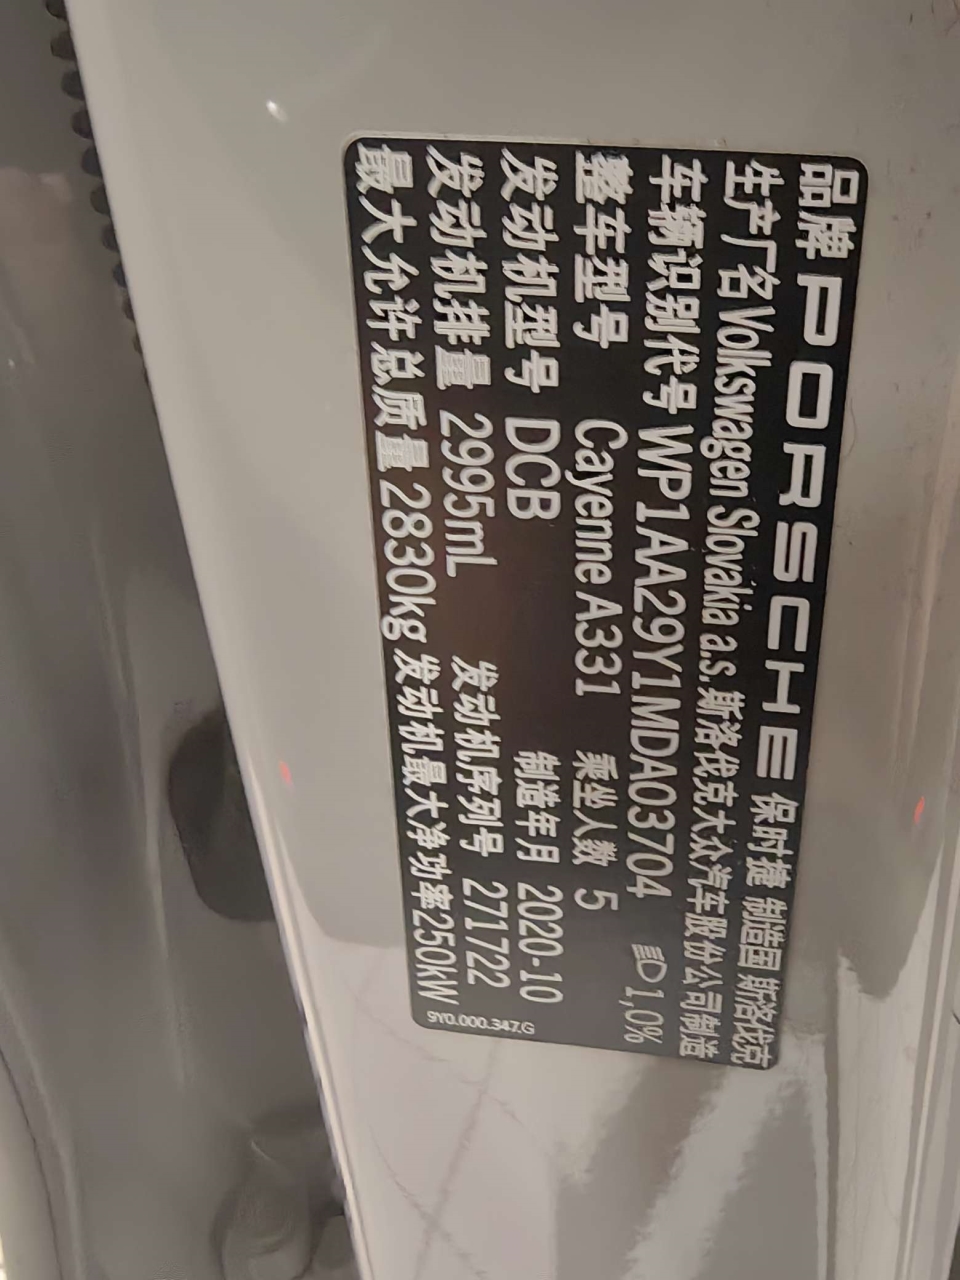 品牌 PORSCHE 保时捷 制造国 斯洛伐克
生产厂名 Volkswagen Slovakia a.s. 斯洛伐克大众汽车股份公司制造
车辆识别代号 WP1AA29Y1MDA03704 1,0%
整车型号 Cayenne A331 乘坐人数 5
发动机型号 DCB 制造年月 2020-10
发动机排量 2995mL 发动机序列号 271722
最大允许总质量 2830kg 发动机最大净功率250kW
9Y0.000.347.G